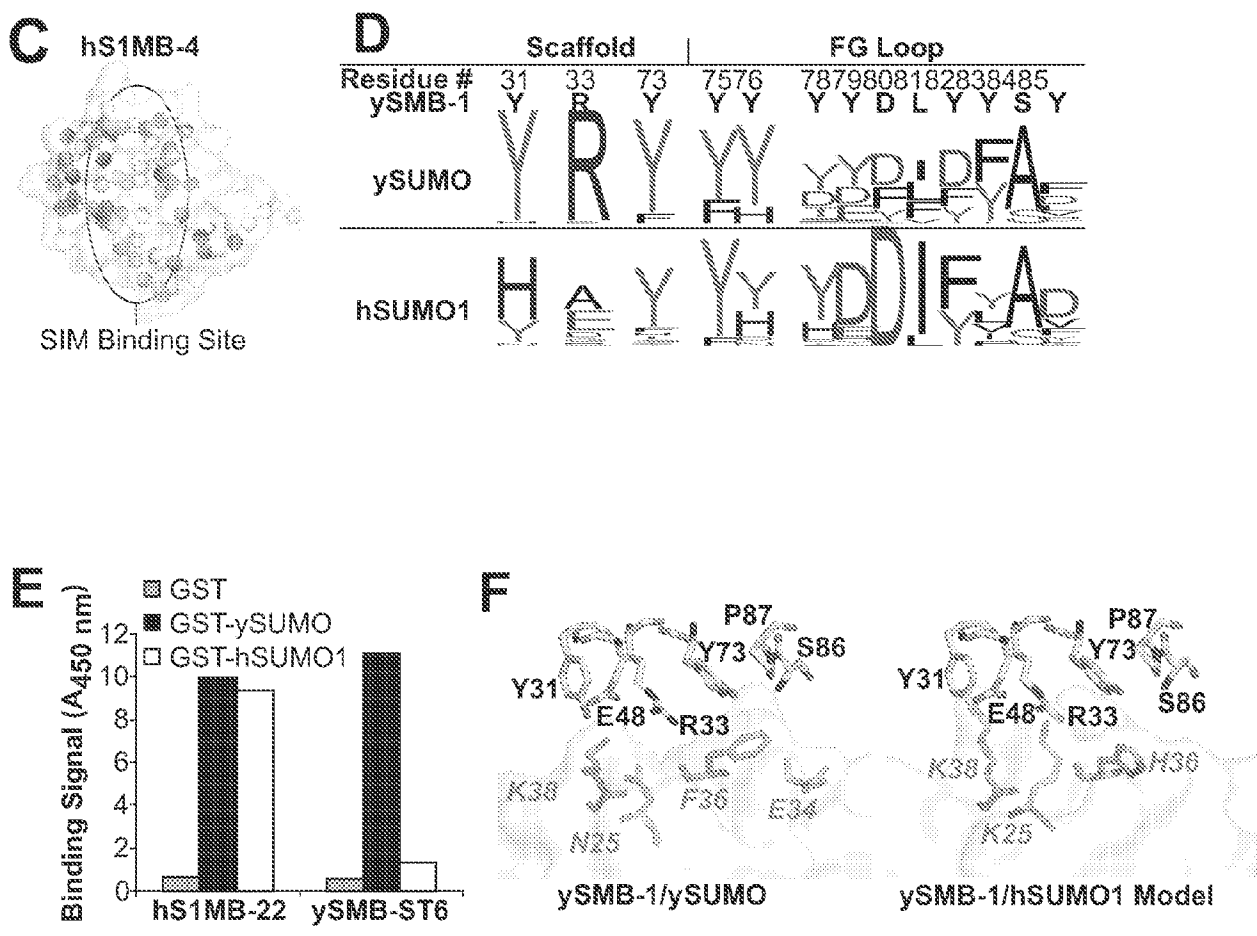 C
hS1MB-4
SIM Binding Site
D
Scaffold | FG Loop
Residue # 31 33 73 7576 7879808182838485
ySMB-1 Y R Y Y Y Y Y D L Y Y S Y
ySUMO
hSUMO1
E
GST
GST-ySUMO
GST-hSUMO1
Binding Signal (A450 nm)
12
10
8
6
4
2
0
hS1MB-22 ySMB-ST6
F
P87
Y73 S86
Y31
E48 R33
K38 F36 E34
N25
ySMB-1/ySUMO
P87
Y73
Y31 S86
E48 R33
K38 H36
K25
ySMB-1/hSUMO1 Model